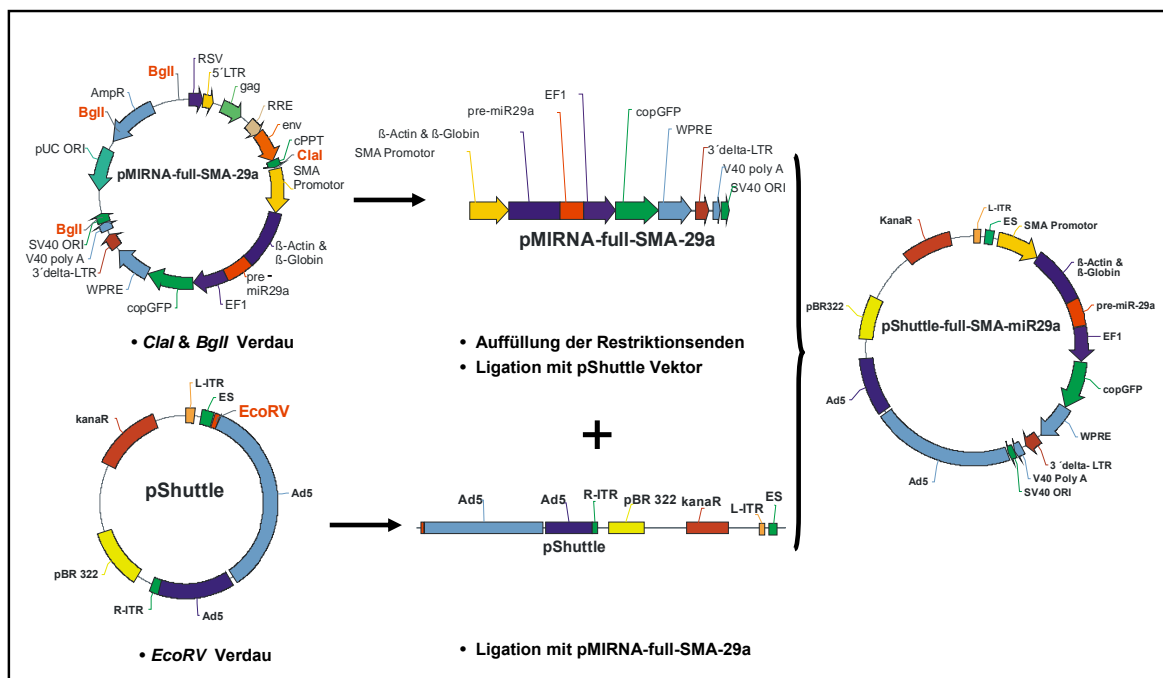 BglI
RSV
5´LTR
gag
RRE
env
cPPT
ClaI
SMA
Promotor
ß-Actin &
ß-Globin
pre -
miR29a
EF1
copGFP
WPRE
3´delta-LTR
V40 poly A
SV40 ORI
BglI
pUC ORI
BglI
AmpR
pMIRNA-full-SMA-29a
• ClaI & BglI Verdau
EF1
pre-miR29a
copGFP
ß-Actin & ß-Globin
WPRE
SMA Promotor
3´delta-LTR
V40 poly A
SV40 ORI
pMIRNA-full-SMA-29a
• Auffüllung der Restriktionsenden
• Ligation mit pShuttle Vektor
+
L-ITR
ES
EcoRV
kanaR
pShuttle
Ad5
pBR 322
R-ITR
Ad5
• EcoRV Verdau
Ad5
Ad5
R-ITR
pBR 322
kanaR
L-ITR
ES
pShuttle
• Ligation mit pMIRNA-full-SMA-29a
L-ITR
ES
SMA Promotor
KanaR
ß-Actin &
ß-Globin
pre-miR-29a
EF1
copGFP
WPRE
3 ´delta- LTR
V40 Poly A
SV40 ORI
Ad5
Ad5
pBR322
pShuttle-full-SMA-miR29a